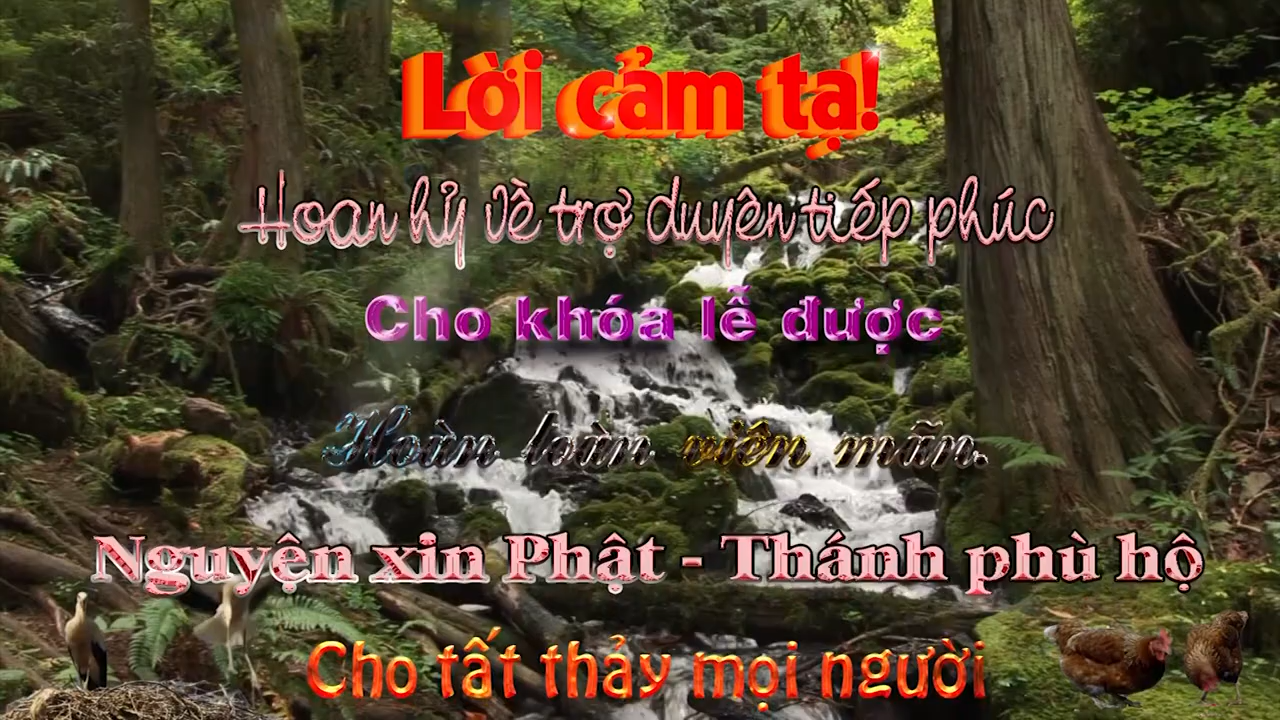 Lời cảm tạ!
Hoan hỷ về trợ duyên tiếp phúc
Cho khóa lễ được
Hoàn toàn viên mãn.
Nguyện xin Phật - Thánh phù hộ
Cho tất thảy mọi người